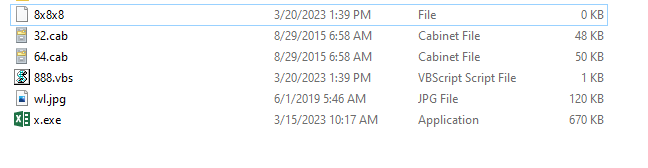 8x8x8 3/20/2023 1:39 PM File 0 KB
32.cab 8/29/2015 6:58 AM Cabinet File 48 KB
64.cab 8/29/2015 6:58 AM Cabinet File 50 KB
888.vbs 3/20/2023 1:39 PM VBScript Script File 1 KB
wl.jpg 6/1/2019 5:46 AM JPG File 120 KB
x.exe 3/15/2023 10:17 AM Application 670 KB